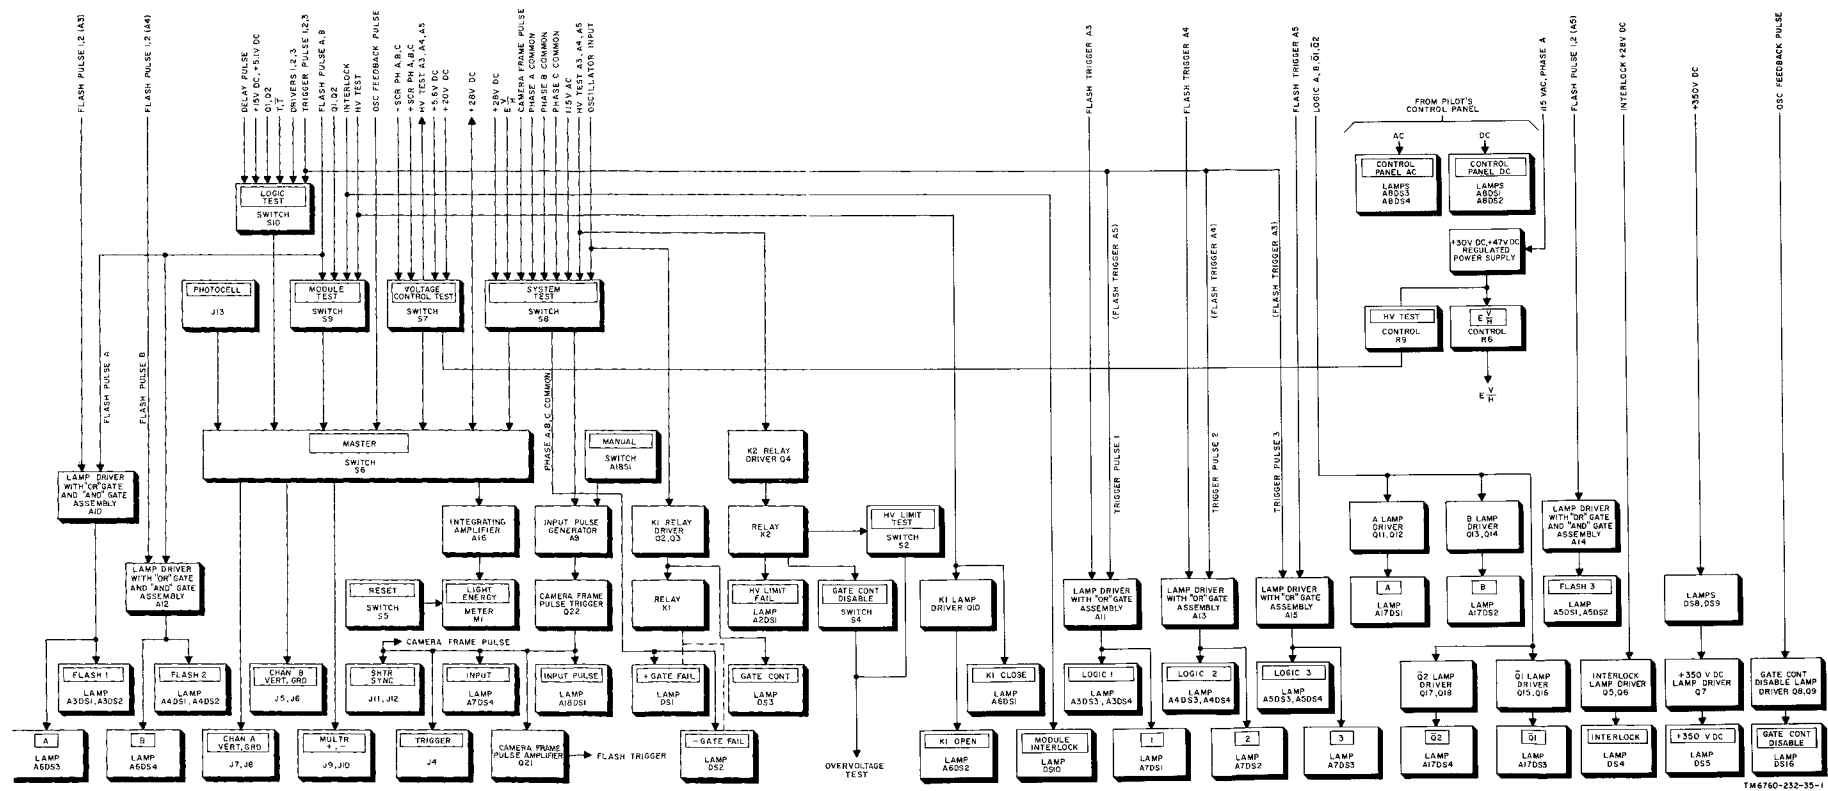 FLASH PULSE 1,2 (A3)
FLASH PULSE 1,2 (A4)
DELAY PULSE
+15V DC, +5.1V DC
Q1,Q2
T,T̅
DRIVERS 1,2,3
TRIGGER PULSE 1,2,3
FLASH PULSE A,B
Q1,Q2
INTERLOCK
HV TEST
OSC FEEDBACK PULSE
-SCR PH A,B,C
+SCR PH A,B,C
HV TEST A3, A4, A5
+5.5V DC
+20V DC
+28V DC
+28V DC
E V/H
CAMERA FRAME PULSE
PHASE A COMMON
PHASE B COMMON
PHASE C COMMON
115V AC
HV TEST A3, A4, A5
OSCILLATOR INPUT
FLASH TRIGGER A3
FLASH TRIGGER A4
FLASH TRIGGER A5
LOGIC A, B, Q̅1, Q̅2
FROM PILOT'S
CONTROL PANEL
115 VAC, PHASE A
FLASH PULSE 1,2 (A5)
INTERLOCK +28V DC
+350V DC
OSC FEEDBACK PULSE
AC
DC
CONTROL
PANEL AC
LAMPS
A8DS3
A8DS4
CONTROL
PANEL DC
LAMPS
A8DS1
A8DS2
LOGIC
TEST
SWITCH
S10
+30V DC,+47V DC
REGULATED
POWER SUPPLY
(FLASH TRIGGER A5)
(FLASH TRIGGER A4)
(FLASH TRIGGER A3)
PHOTOCELL
J13
MODULE
TEST
SWITCH
S9
VOLTAGE
CONTROL TEST
SWITCH
S7
SYSTEM
TEST
SWITCH
S8
HV TEST
CONTROL
R9
E V/H
CONTROL
R6
E V/H
FLASH PULSE A
FLASH PULSE B
PHASE A, B, C, COMMON
MASTER
SWITCH
S6
MANUAL
SWITCH
A18S1
K2 RELAY
DRIVER Q4
TRIGGER PULSE 1
TRIGGER PULSE 2
TRIGGER PULSE 3
LAMP DRIVER
WITH "OR" GATE
AND "AND" GATE
ASSEMBLY
A10
INTEGRATING
AMPLIFIER
A16
INPUT PULSE
GENERATOR
A9
K1 RELAY
DRIVER
Q2,Q3
RELAY
K2
HV LIMIT
TEST
SWITCH
S2
A LAMP
DRIVER
Q11,Q12
B LAMP
DRIVER
Q13,Q14
LAMP DRIVER
WITH "OR" GATE
AND "AND" GATE
ASSEMBLY
A14
LAMP DRIVER
WITH "OR" GATE
AND "AND" GATE
ASSEMBLY
A12
RESET
SWITCH
S5
LIGHT
ENERGY
METER
M1
CAMERA FRAME
PULSE TRIGGER
Q22
RELAY
K1
HV LIMIT
FAIL
LAMP
A2DS1
GATE CONT
DISABLE
SWITCH
S4
K1 LAMP
DRIVER Q10
LAMP DRIVER
WITH "OR" GATE
ASSEMBLY
A11
LAMP DRIVER
WITH "OR" GATE
ASSEMBLY
A13
LAMP DRIVER
WITH "OR" GATE
ASSEMBLY
A15
A
LAMP
A17DS1
B
LAMP
A17DS2
FLASH 3
LAMP
A5DS1, A5DS2
LAMPS
DS8, DS9
CAMERA FRAME PULSE
FLASH 1
LAMP
A3DS1, A3DS2
FLASH 2
LAMP
A4DS1, A4DS2
CHAN B
VERT, GRD
J5, J6
SHTR
SYNC
J11, J12
INPUT
LAMP
A7DS4
INPUT PULSE
LAMP
A18DS1
+ GATE FAIL
LAMP
DS1
GATE CONT
LAMP
DS3
K1 CLOSE
LAMP
A6DS1
LOGIC 1
LAMP
A3DS3, A3DS4
LOGIC 2
LAMP
A4DS3, A4DS4
LOGIC 3
LAMP
A5DS3, A5DS4
Q̅2 LAMP
DRIVER
Q17, Q18
Q̅1 LAMP
DRIVER
Q15, Q16
INTERLOCK
LAMP DRIVER
Q5,Q6
+350 V DC
LAMP DRIVER
Q7
GATE CONT
DISABLE LAMP
DRIVER Q8,Q9
A
LAMP
A6DS3
B
LAMP
A6DS4
CHAN A
VERT, GRD
J7, J8
MULTR
+, -
J9, J10
TRIGGER
J4
CAMERA FRAME
PULSE AMPLIFIER
Q21
FLASH TRIGGER
-GATE FAIL
LAMP
DS2
OVERVOLTAGE
TEST
K1 OPEN
LAMP
A6DS2
MODULE
INTERLOCK
LAMP
DS10
1
LAMP
A7DS1
2
LAMP
A7DS2
3
LAMP
A7DS3
Q̅2
LAMP
A17DS4
Q̅1
LAMP
A17DS3
INTERLOCK
LAMP
DS4
+350 V DC
LAMP
DS5
GATE CONT
DISABLE
LAMP
DS16
TM6760-232-35-1